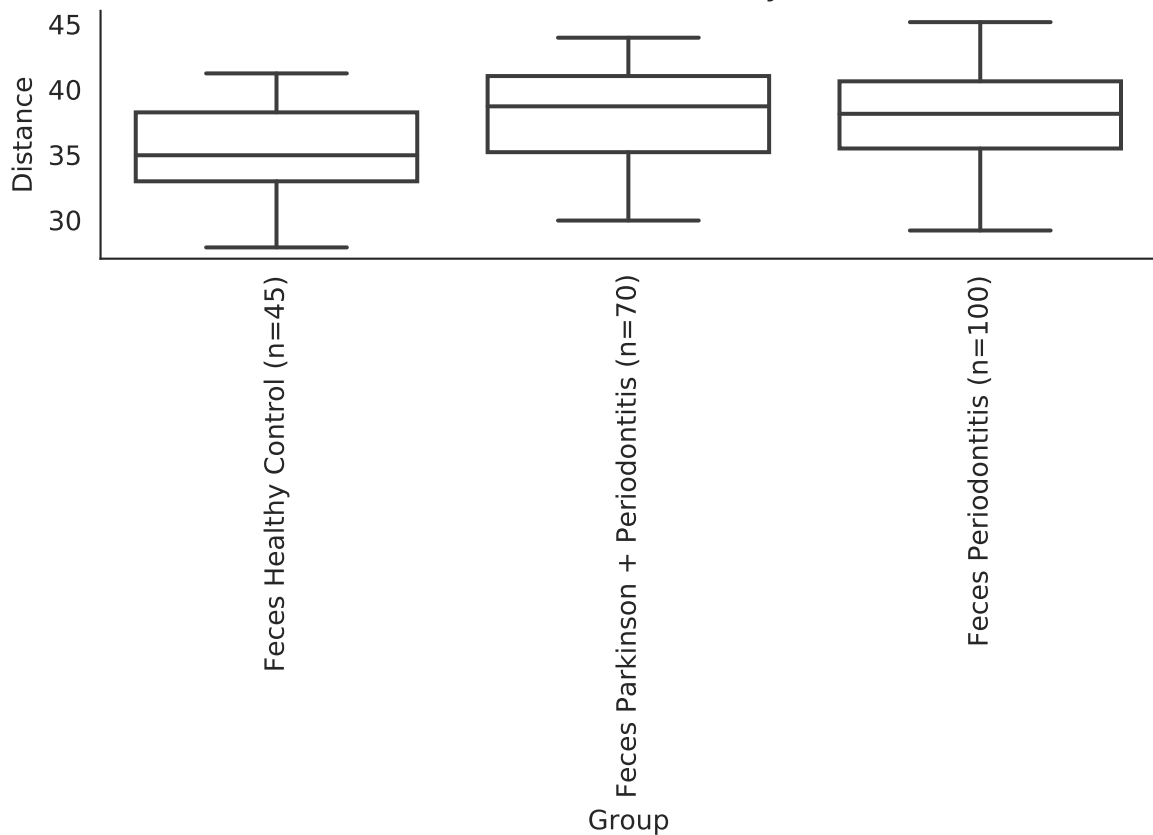 45
40
35
30
Distance
Feces Healthy Control (n=45)
Feces Parkinson + Periodontitis (n=70)
Feces Periodontitis (n=100)
Group